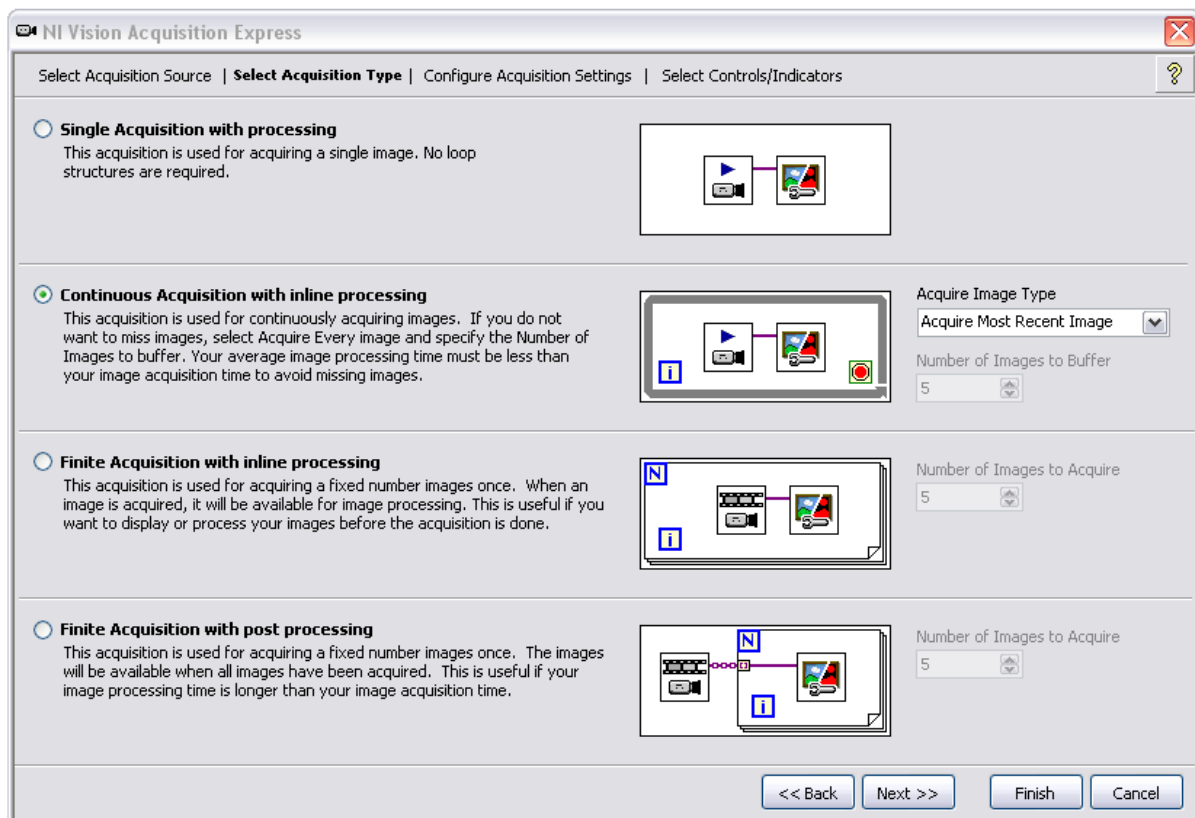 NI Vision Acquisition Express
Select Acquisition Source | Select Acquisition Type | Configure Acquisition Settings | Select Controls/Indicators
?
Single Acquisition with processing
This acquisition is used for acquiring a single image. No loop
structures are required.
Continuous Acquisition with inline processing
This acquisition is used for continuously acquiring images. If you do not
want to miss images, select Acquire Every image and specify the Number of
Images to buffer. Your average image processing time must be less than
your image acquisition time to avoid missing images.
i
Acquire Image Type
Acquire Most Recent Image
Number of Images to Buffer
5
Finite Acquisition with inline processing
This acquisition is used for acquiring a fixed number images once. When an
image is acquired, it will be available for image processing. This is useful if you
want to display or process your images before the acquisition is done.
N
i
Number of Images to Acquire
5
Finite Acquisition with post processing
This acquisition is used for acquiring a fixed number images once. The images
will be available when all images have been acquired. This is useful if your
image processing time is longer than your image acquisition time.
N
i
Number of Images to Acquire
5
<< Back
Next >>
Finish
Cancel